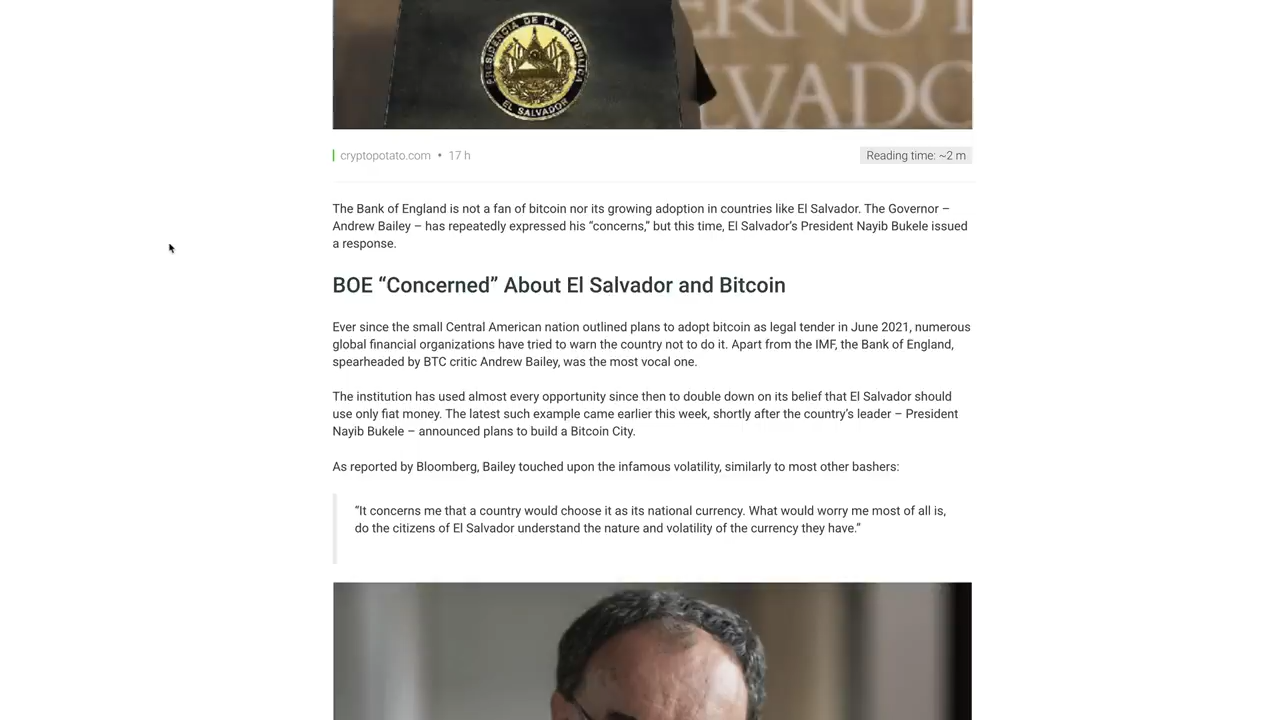 ERNO
LVADO
PRESIDENCIA DE LA REPUBLICA
EL SALVADOR
cryptopotato.com • 17 h
Reading time: ~2 m
The Bank of England is not a fan of bitcoin nor its growing adoption in countries like El Salvador. The Governor –
Andrew Bailey – has repeatedly expressed his “concerns,” but this time, El Salvador’s President Nayib Bukele issued
a response.
BOE “Concerned” About El Salvador and Bitcoin
Ever since the small Central American nation outlined plans to adopt bitcoin as legal tender in June 2021, numerous
global financial organizations have tried to warn the country not to do it. Apart from the IMF, the Bank of England,
spearheaded by BTC critic Andrew Bailey, was the most vocal one.
The institution has used almost every opportunity since then to double down on its belief that El Salvador should
use only fiat money. The latest such example came earlier this week, shortly after the country’s leader – President
Nayib Bukele – announced plans to build a Bitcoin City.
As reported by Bloomberg, Bailey touched upon the infamous volatility, similarly to most other bashers:
“It concerns me that a country would choose it as its national currency. What would worry me most of all is,
do the citizens of El Salvador understand the nature and volatility of the currency they have.”